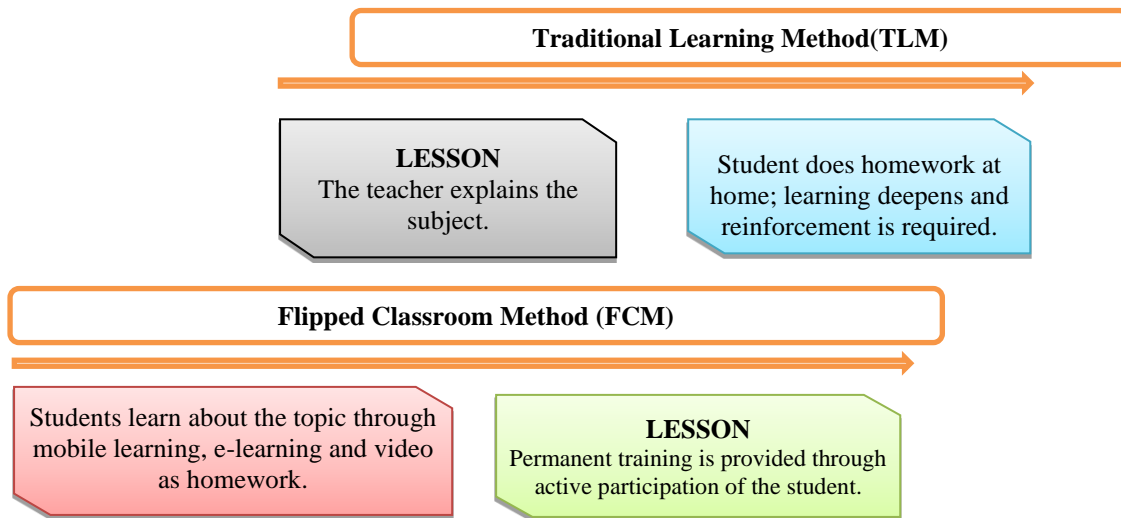 Traditional Learning Method(TLM)
LESSON
The teacher explains the
subject.
Student does homework at
home; learning deepens and
reinforcement is required.
Flipped Classroom Method (FCM)
Students learn about the topic through
mobile learning, e-learning and video
as homework.
LESSON
Permanent training is provided through
active participation of the student.